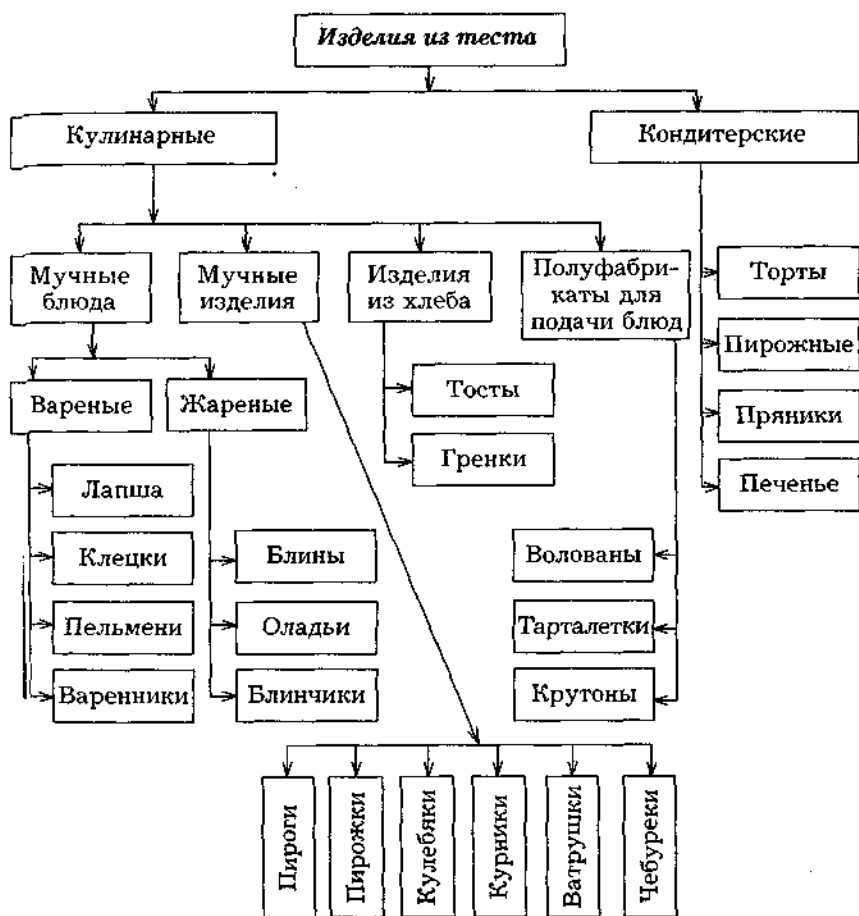 Изделия из теста
Кулинарные
Кондитерские
Мучные
блюда
Мучные
изделия
Изделия
из хлеба
Полуфабри-
каты для
подачи блюд
Торты
Пирожные
Пряники
Печенье
Вареные
Жареные
Тосты
Гренки
Лапша
Клецки
Пельмени
Варенники
Блины
Оладьи
Блинчики
Волованы
Тарталетки
Крутоны
Пироги
Пирожки
Кулебяки
Курники
Ватрушки
Чебуреки